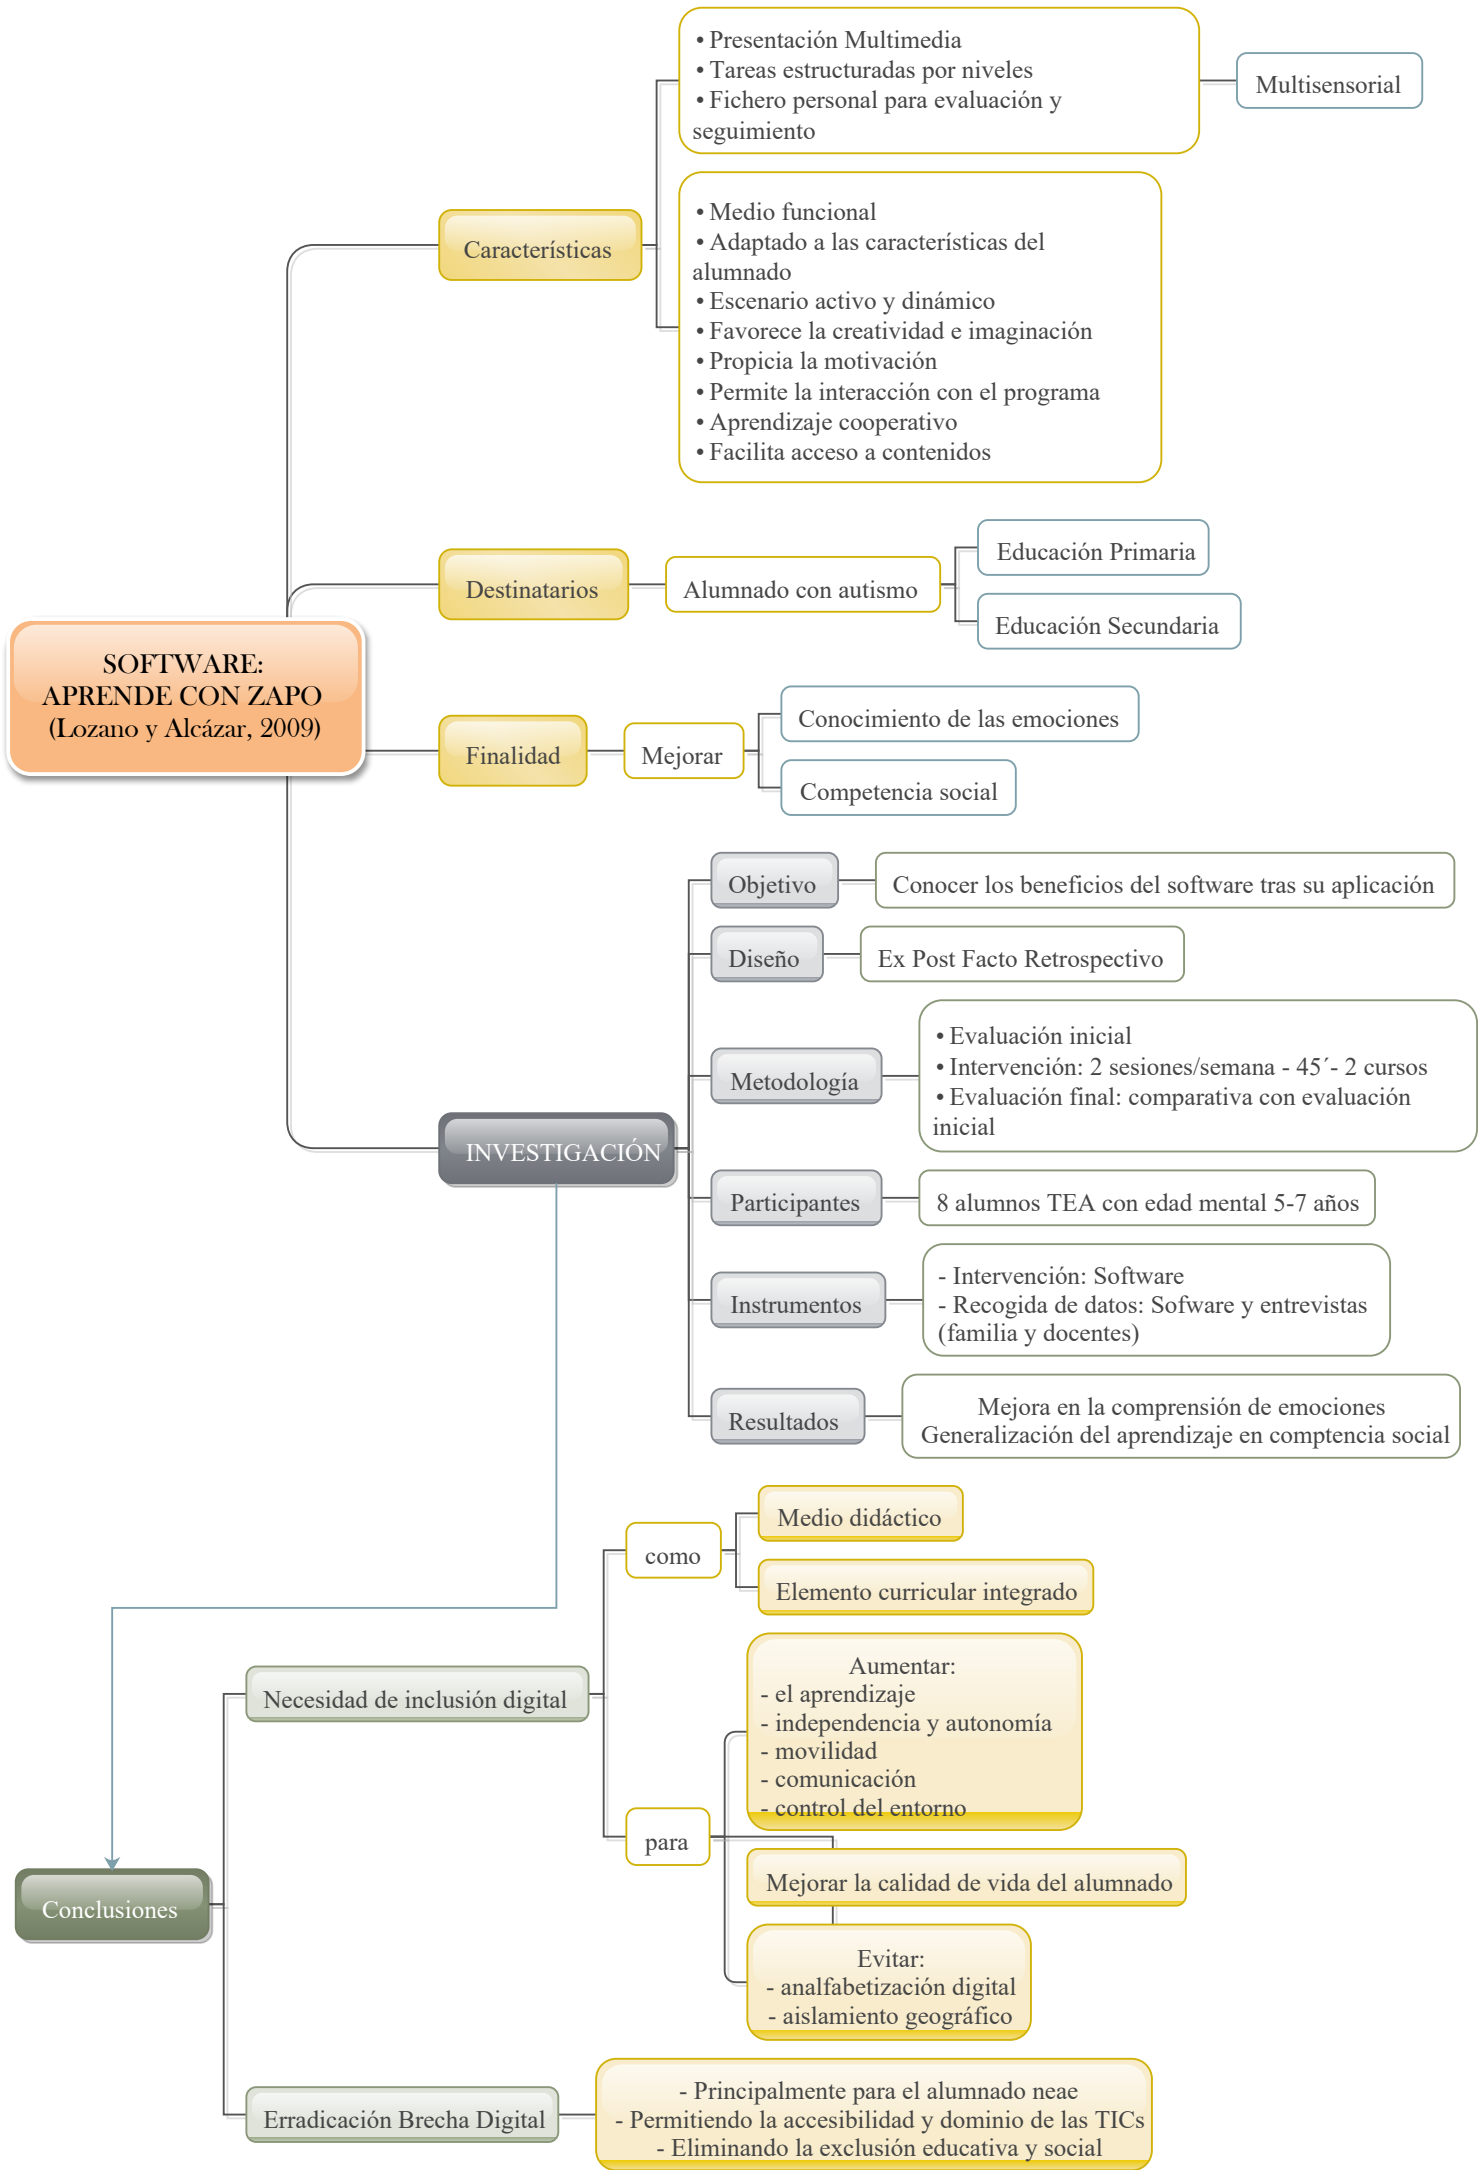 • Presentación Multimedia
• Tareas estructuradas por niveles
• Fichero personal para evaluación y
seguimiento
Multisensorial
Características
• Medio funcional
• Adaptado a las características del
alumnado
• Escenario activo y dinámico
• Favorece la creatividad e imaginación
• Propicia la motivación
• Permite la interacción con el programa
• Aprendizaje cooperativo
• Facilita acceso a contenidos
SOFTWARE:
APRENDE CON ZAPO
(Lozano y Alcázar, 2009)
Destinatarios
Alumnado con autismo
Educación Primaria
Educación Secundaria
Finalidad
Mejorar
Conocimiento de las emociones
Competencia social
INVESTIGACIÓN
Objetivo
Conocer los beneficios del software tras su aplicación
Diseño
Ex Post Facto Retrospectivo
Metodología
• Evaluación inicial
• Intervención: 2 sesiones/semana - 45´- 2 cursos
• Evaluación final: comparativa con evaluación
inicial
Participantes
8 alumnos TEA con edad mental 5-7 años
Instrumentos
- Intervención: Software
- Recogida de datos: Sofware y entrevistas
(familia y docentes)
Resultados
Mejora en la comprensión de emociones
Generalización del aprendizaje en comptencia social
Conclusiones
Necesidad de inclusión digital
como
Medio didáctico
Elemento curricular integrado
para
Aumentar:
- el aprendizaje
- independencia y autonomía
- movilidad
- comunicación
- control del entorno
Mejorar la calidad de vida del alumnado
Evitar:
- analfabetización digital
- aislamiento geográfico
Erradicación Brecha Digital
- Principalmente para el alumnado neae
- Permitiendo la accesibilidad y dominio de las TICs
- Eliminando la exclusión educativa y social